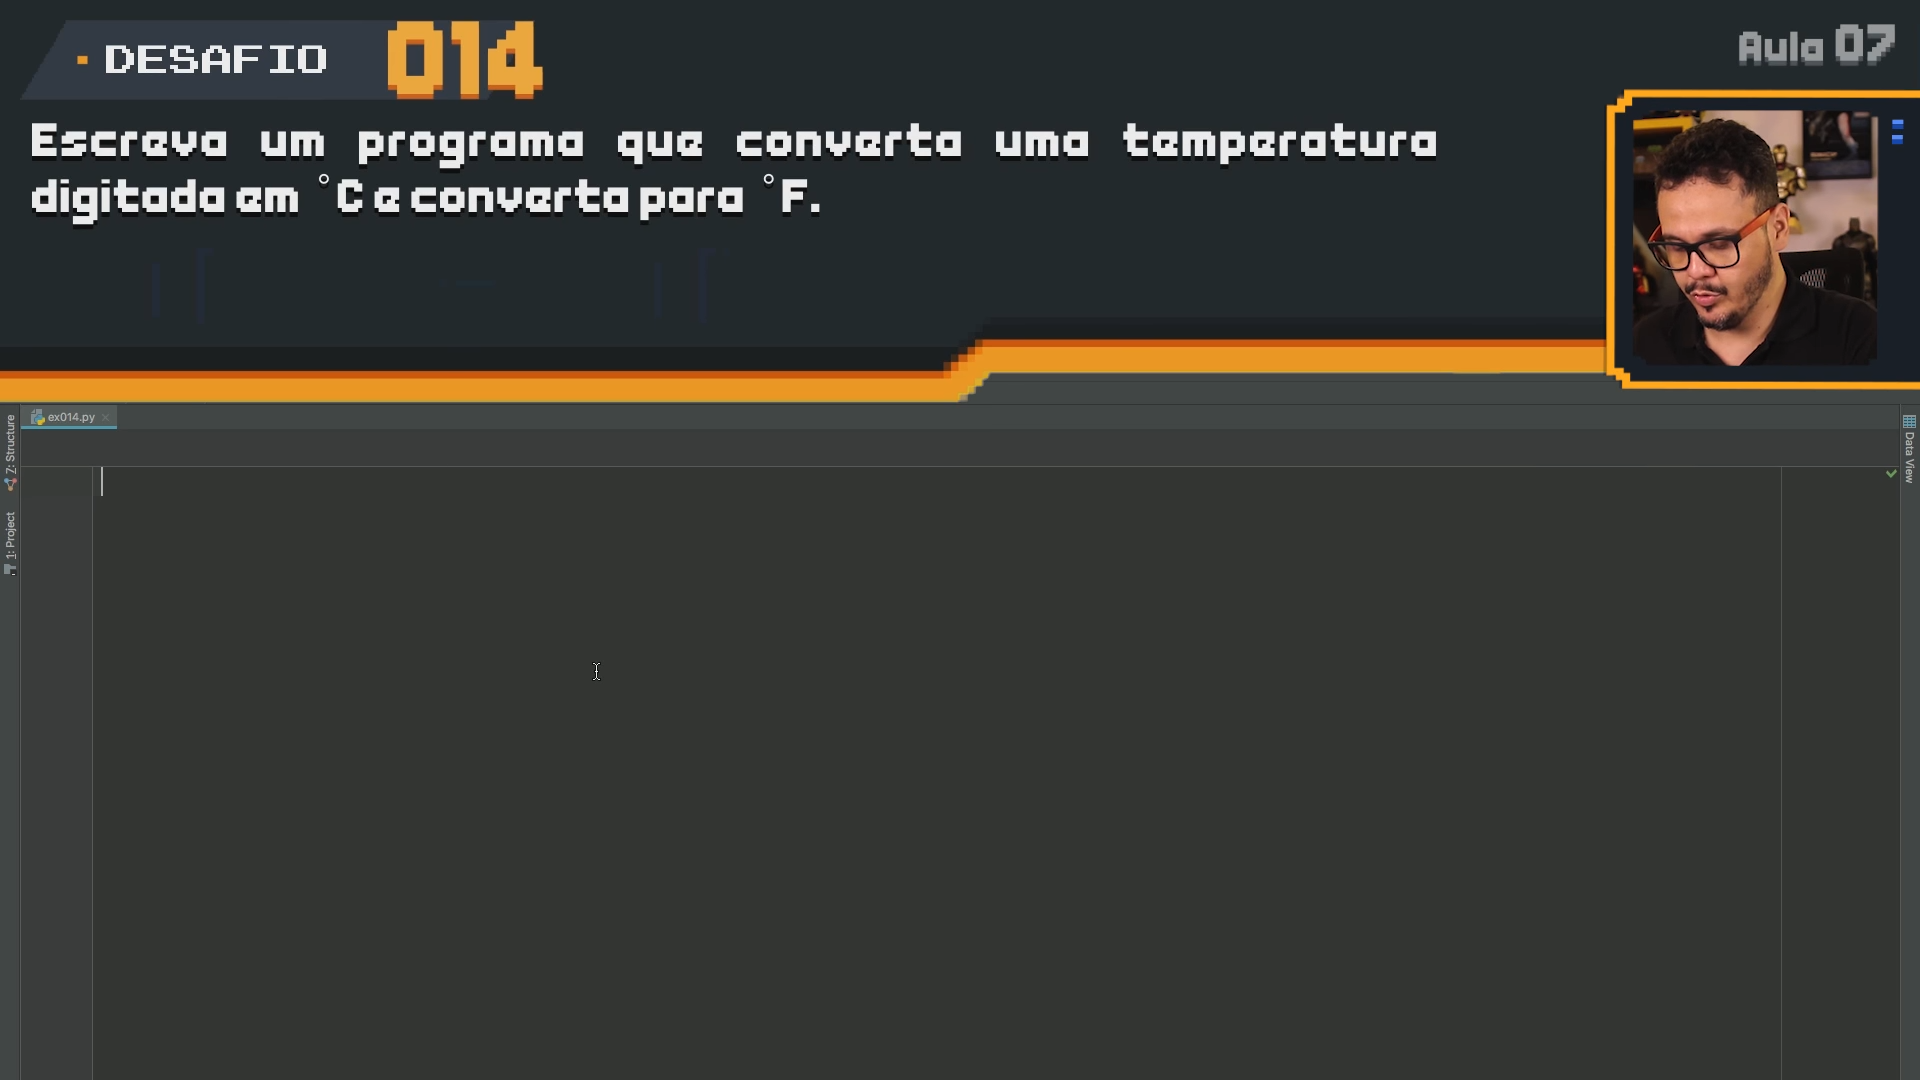 DESAFIO 014
Aula 07
Escreva um programa que converta uma temperatura
digitada em °C e converta para °F.
ex014.py
Z: Structure
1: Project
Data View